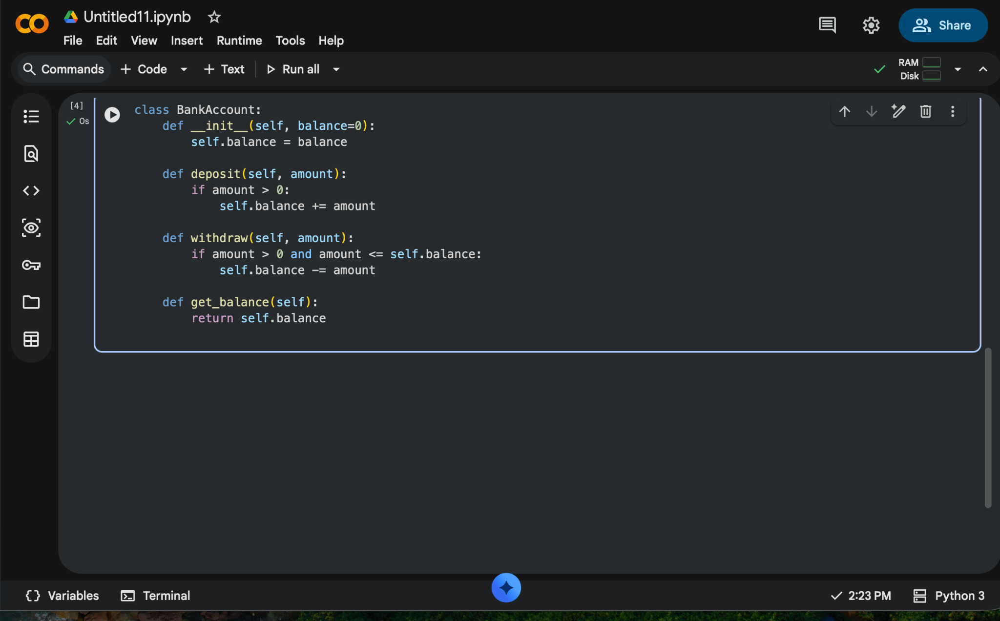 Untitled11.ipynb
File Edit View Insert Runtime Tools Help
Share
Commands + Code + Text Run all
RAM
Disk
[4]
0s
class BankAccount:
    def __init__(self, balance=0):
        self.balance = balance

    def deposit(self, amount):
        if amount > 0:
            self.balance += amount

    def withdraw(self, amount):
        if amount > 0 and amount <= self.balance:
            self.balance -= amount

    def get_balance(self):
        return self.balance
Variables Terminal
2:23 PM Python 3